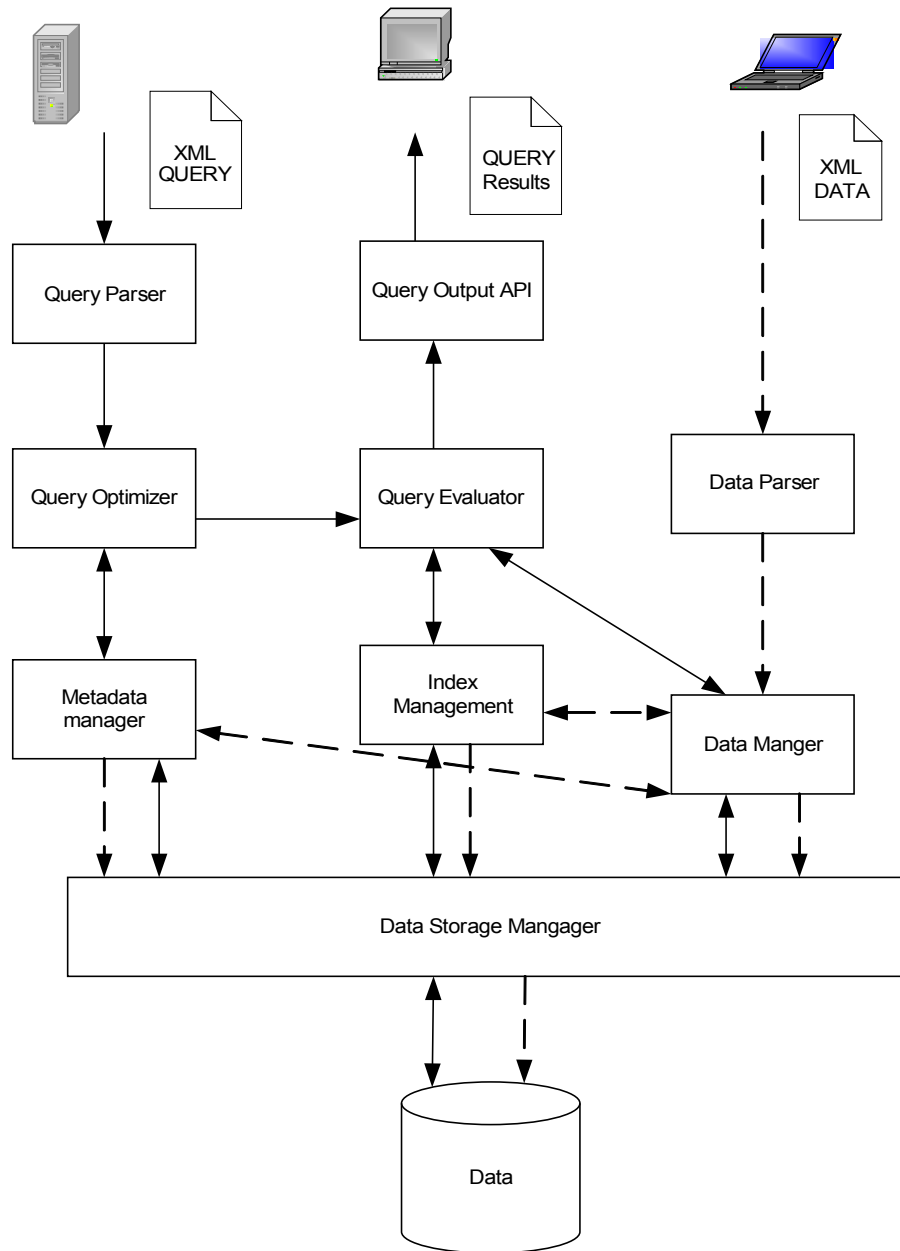 XML
QUERY
QUERY
Results
XML
DATA
Query Parser
Query Output API
Query Optimizer
Query Evaluator
Data Parser
Metadata
manager
Index
Management
Data Manger
Data Storage Mangager
Data